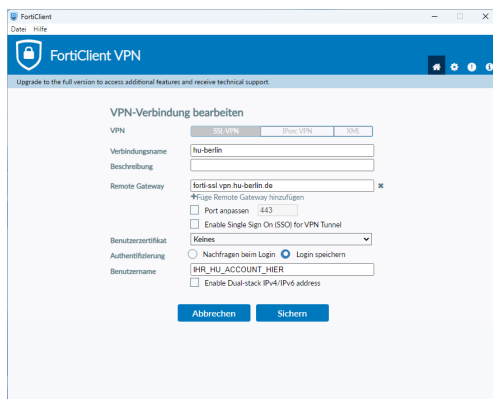 FortiClient
Datei Hilfe
FortiClient VPN
Upgrade to the full version to access additional features and receive technical support.
VPN-Verbindung bearbeiten
VPN SSL-VPN IPsec VPN XML
Verbindungsname hu-berlin
Beschreibung
Remote Gateway forti-ssl.vpn.hu-berlin.de
+Füge Remote Gateway hinzufügen
Port anpassen 443
Enable Single Sign On (SSO) for VPN Tunnel
Benutzerzertifikat Keines
Authentifizierung Nachfragen beim Login Login speichern
Benutzername IHR_HU_ACCOUNT_HIER
Enable Dual-stack IPv4/IPv6 address
Abbrechen Sichern